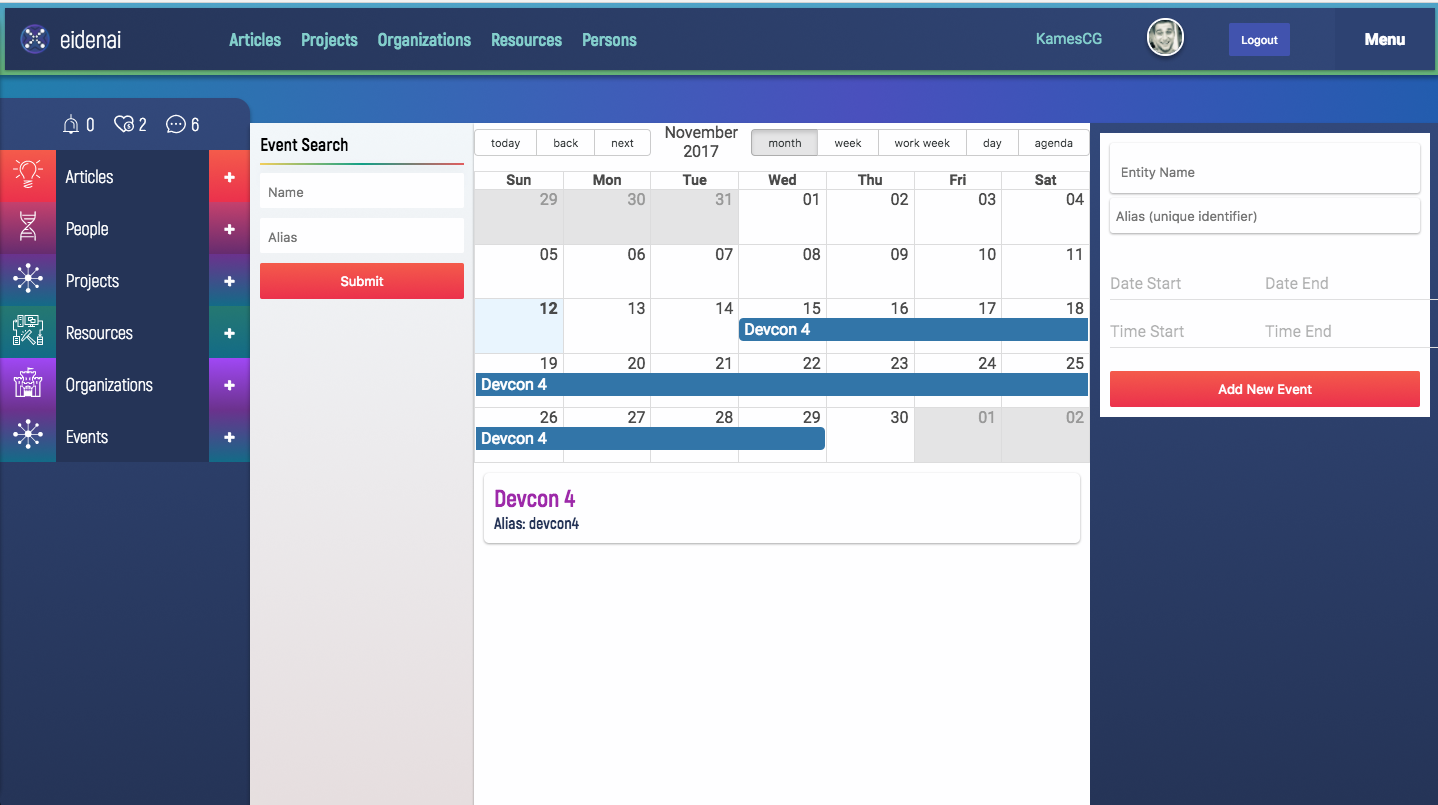 eidenai
Articles Projects Organizations Resources Persons
KamesCG
Logout
Menu
0 2 6
Articles +
People +
Projects +
Resources +
Organizations +
Events +
Event Search
Name
Alias
Submit
today back next
November
2017
month week work week day agenda
Sun Mon Tue Wed Thu Fri Sat
29 30 31 01 02 03 04
05 06 07 08 09 10 11
12 13 14 15 16 17 18
Devcon 4
19 20 21 22 23 24 25
Devcon 4
26 27 28 29 30 01 02
Devcon 4
Devcon 4
Alias: devcon4
Entity Name
Alias (unique identifier)
Date Start Date End
Time Start Time End
Add New Event